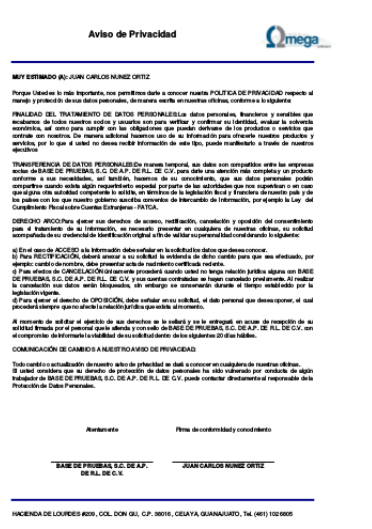 Aviso de Privacidad
Omega
MUY ESTIMADO (A): JUAN CARLOS NUNEZ ORTIZ
Porque Usted es lo más importante, nos permitimos darle a conocer nuestra POLITICA DE PRIVACIDAD respecto al
manejo y protección de sus datos personales, de manera escrita en nuestras oficinas, conforme a lo siguiente:
FINALIDAD DEL TRATAMIENTO DE DATOS PERSONALES:Los datos personales, financieros y sensibles que
recabamos de todos nuestros socios y usuarios son para verificar y confirmar su identidad, evaluar la solvencia
económica, así como para cumplir con las obligaciones que puedan derivarse de los productos o servicios que
contrate con nosotros. De manera adicional hacemos uso de su información para ofrecerle nuestros productos y
servicios, por lo que si usted no desea recibir información de este tipo, puede manifestarlo a través de nuestros
ejecutivos
TRANSFERENCIA DE DATOS PERSONALES:De manera temporal, sus datos son compartidos entre las empresas
socias de BASE DE PRUEBAS, S.C. DE A.P. DE R.L. DE C.V. para darle una atención más completa y un producto
conforme a sus necesidades, así también, hacemos de su conocimiento, que sus datos personales podrán
compartirse cuando exista algún requerimiento especial por parte de las autoridades que nos supervisan o en caso
que alguna otra autoridad competente lo solicite, en términos de la legislación fiscal y financiera de nuestro país y de
los países con los que nuestro gobierno suscriba convenios de intercambio de información, por ejemplo la Ley del
Cumplimiento Fiscal sobre Cuentas Extranjeras - FATCA.
DERECHO ARCO:Para ejercer sus derechos de acceso, rectificación, cancelación y oposición del consentimiento
para el tratamiento de su información, es necesario presentar en cualquiera de nuestras oficinas, su solicitud
acompañada de su credencial de identificación original a fin de validar su personalidad considerando lo siguiente:
a) En el caso de ACCESO a la información debe señalar en la solicitud los datos que desea conocer.
b) Para RECTIFICACIÓN, deberá anexar a su solicitud la evidencia de dicho cambio para que sea efectuado, por
ejemplo: cambio de nombre, debe presentar acta de nacimiento certificada reciente.
c) Para efectos de CANCELACIÓN únicamente procederá cuando usted no tenga relación jurídica alguna con BASE
DE PRUEBAS, S.C. DE A.P. DE R.L. DE C.V. y sus cuentas contratadas se hayan cancelado previamente. Al realizar
la cancelación sus datos serán bloqueados, sin embargo se conservarán durante el tiempo establecido por la
legislación vigente.
d) Para ejercer el derecho de OPOSICIÓN, debe señalar en su solicitud, el dato personal que desea oponer, el cual
procederá siempre que no afecte la relación jurídica que exista al momento.
Al momento de solicitar el ejercicio de sus derechos se le sellará y se le entregará en acuse de recepción de su
solicitud firmada por el personal que le atienda y con sello de BASE DE PRUEBAS, S.C. DE A.P. DE R.L. DE C.V. con
el compromiso de informarle la viabilidad de su solicitud dentro de los siguientes 20 días hábiles.
COMUNICACIÓN DE CAMBIOS A NUESTRO AVISO DE PRIVACIDAD:
Todo cambio o actualización de nuestro aviso de privacidad se dará a conocer en cualquiera de nuestras oficinas.
Si usted considera que su derecho de protección de datos personales ha sido vulnerado por conducta de algún
trabajador de BASE DE PRUEBAS, S.C. DE A.P. DE R.L. DE C.V. puede contactar directamente al responsable de la
Protección de Datos Personales.
Atentamente Firma de conformidad y conocimiento
BASE DE PRUEBAS, S.C. DE A.P. JUAN CARLOS NUNEZ ORTIZ
DE R.L. DE C.V.
HACIENDA DE LOURDES #209, COL. DON GU, C.P. 38016, CELAYA, GUANAJUATO, Tel. (461) 1026805